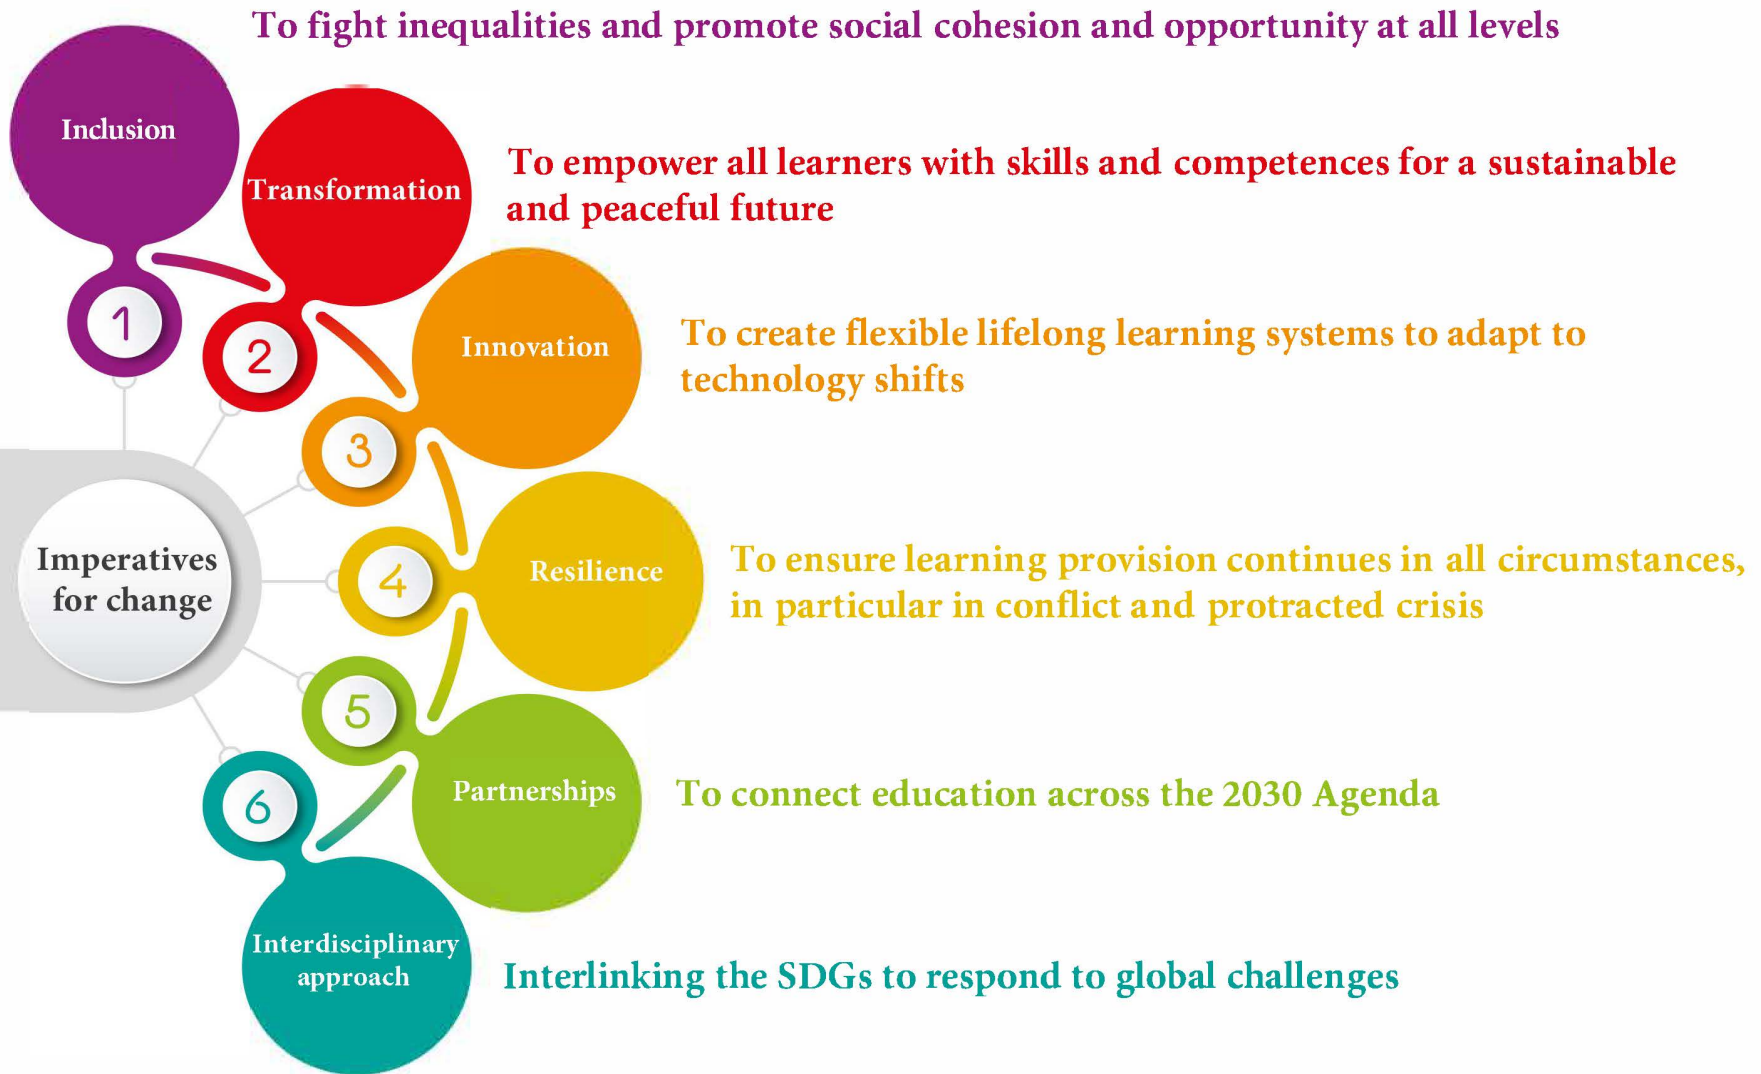 To fight inequalities and promote social cohesion and opportunity at all levels
Inclusion
1
Transformation
To empower all learners with skills and competences for a sustainable
and peaceful future
2
Innovation
To create flexible lifelong learning systems to adapt to
technology shifts
3
Imperatives
for change
Resilience
To ensure learning provision continues in all circumstances,
in particular in conflict and protracted crisis
4
Partnerships
To connect education across the 2030 Agenda
5
Interdisciplinary
approach
Interlinking the SDGs to respond to global challenges
6